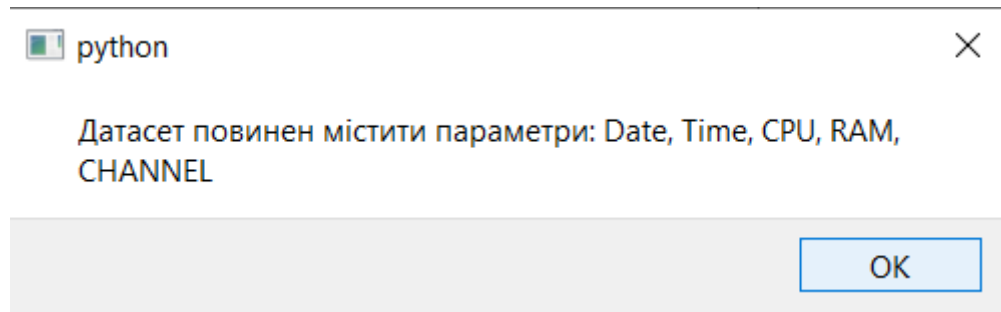 python
Датасет повинен містити параметри: Date, Time, CPU, RAM,
CHANNEL
OK